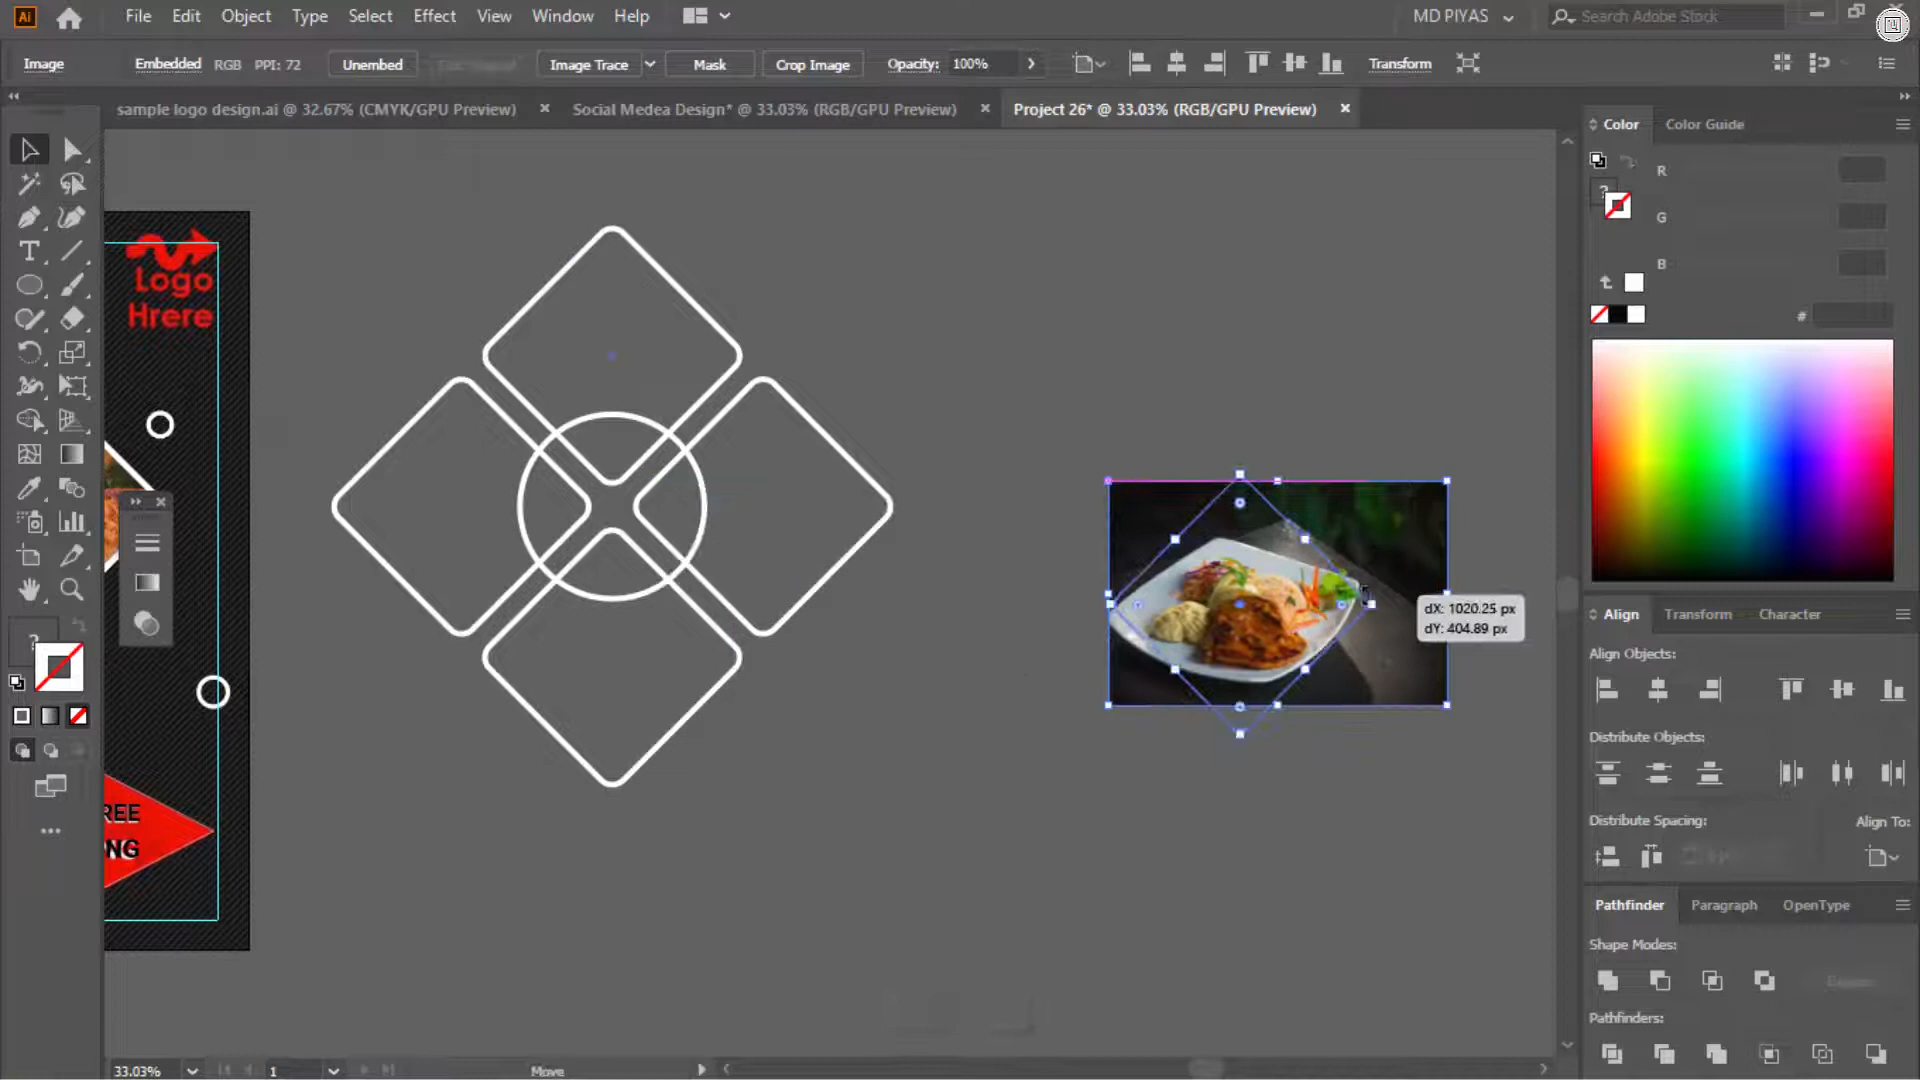 Ai File Edit Object Type Select Effect View Window Help MD PIYAS Search Adobe Stock
Image Embedded RGB PPI: 72 Unembed Image Trace Mask Crop Image Opacity: 100% Transform
sample logo design.ai @ 32.67% (CMYK/GPU Preview) Social Medea Design* @ 33.03% (RGB/GPU Preview) Project 26* @ 33.03% (RGB/GPU Preview)
Color Color Guide
R
G
B
#
Logo
Hrere
dX: 1020.25 px
dY: 404.89 px
Align Transform Character
Align Objects:
Distribute Objects:
Distribute Spacing: Align To:
REE
NG
Pathfinder Paragraph OpenType
Shape Modes:
Pathfinders:
33.03% 1 Move